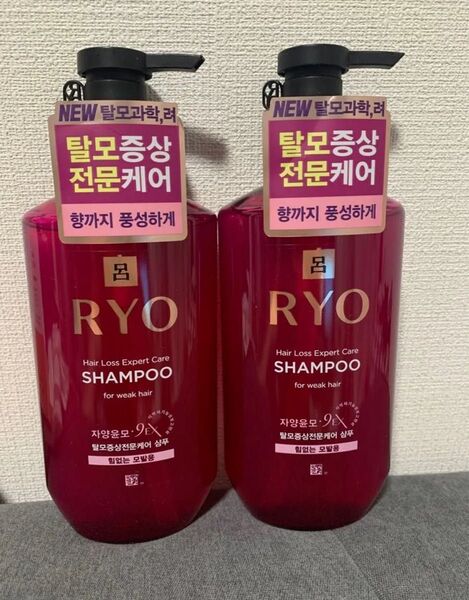 NEW 탈모과학,려
탈모증상
전문케어
향까지 풍성하게
呂
RYO
Hair Loss Expert Care
SHAMPOO
for weak hair
자양윤모·9EX
탈모증상전문케어 샴푸
힘없는 모발용
NEW 탈모과학,려
탈모증상
전문케어
향까지 풍성하게
呂
RYO
Hair Loss Expert Care
SHAMPOO
for weak hair
자양윤모·9EX
탈모증상전문케어 샴푸
힘없는 모발용